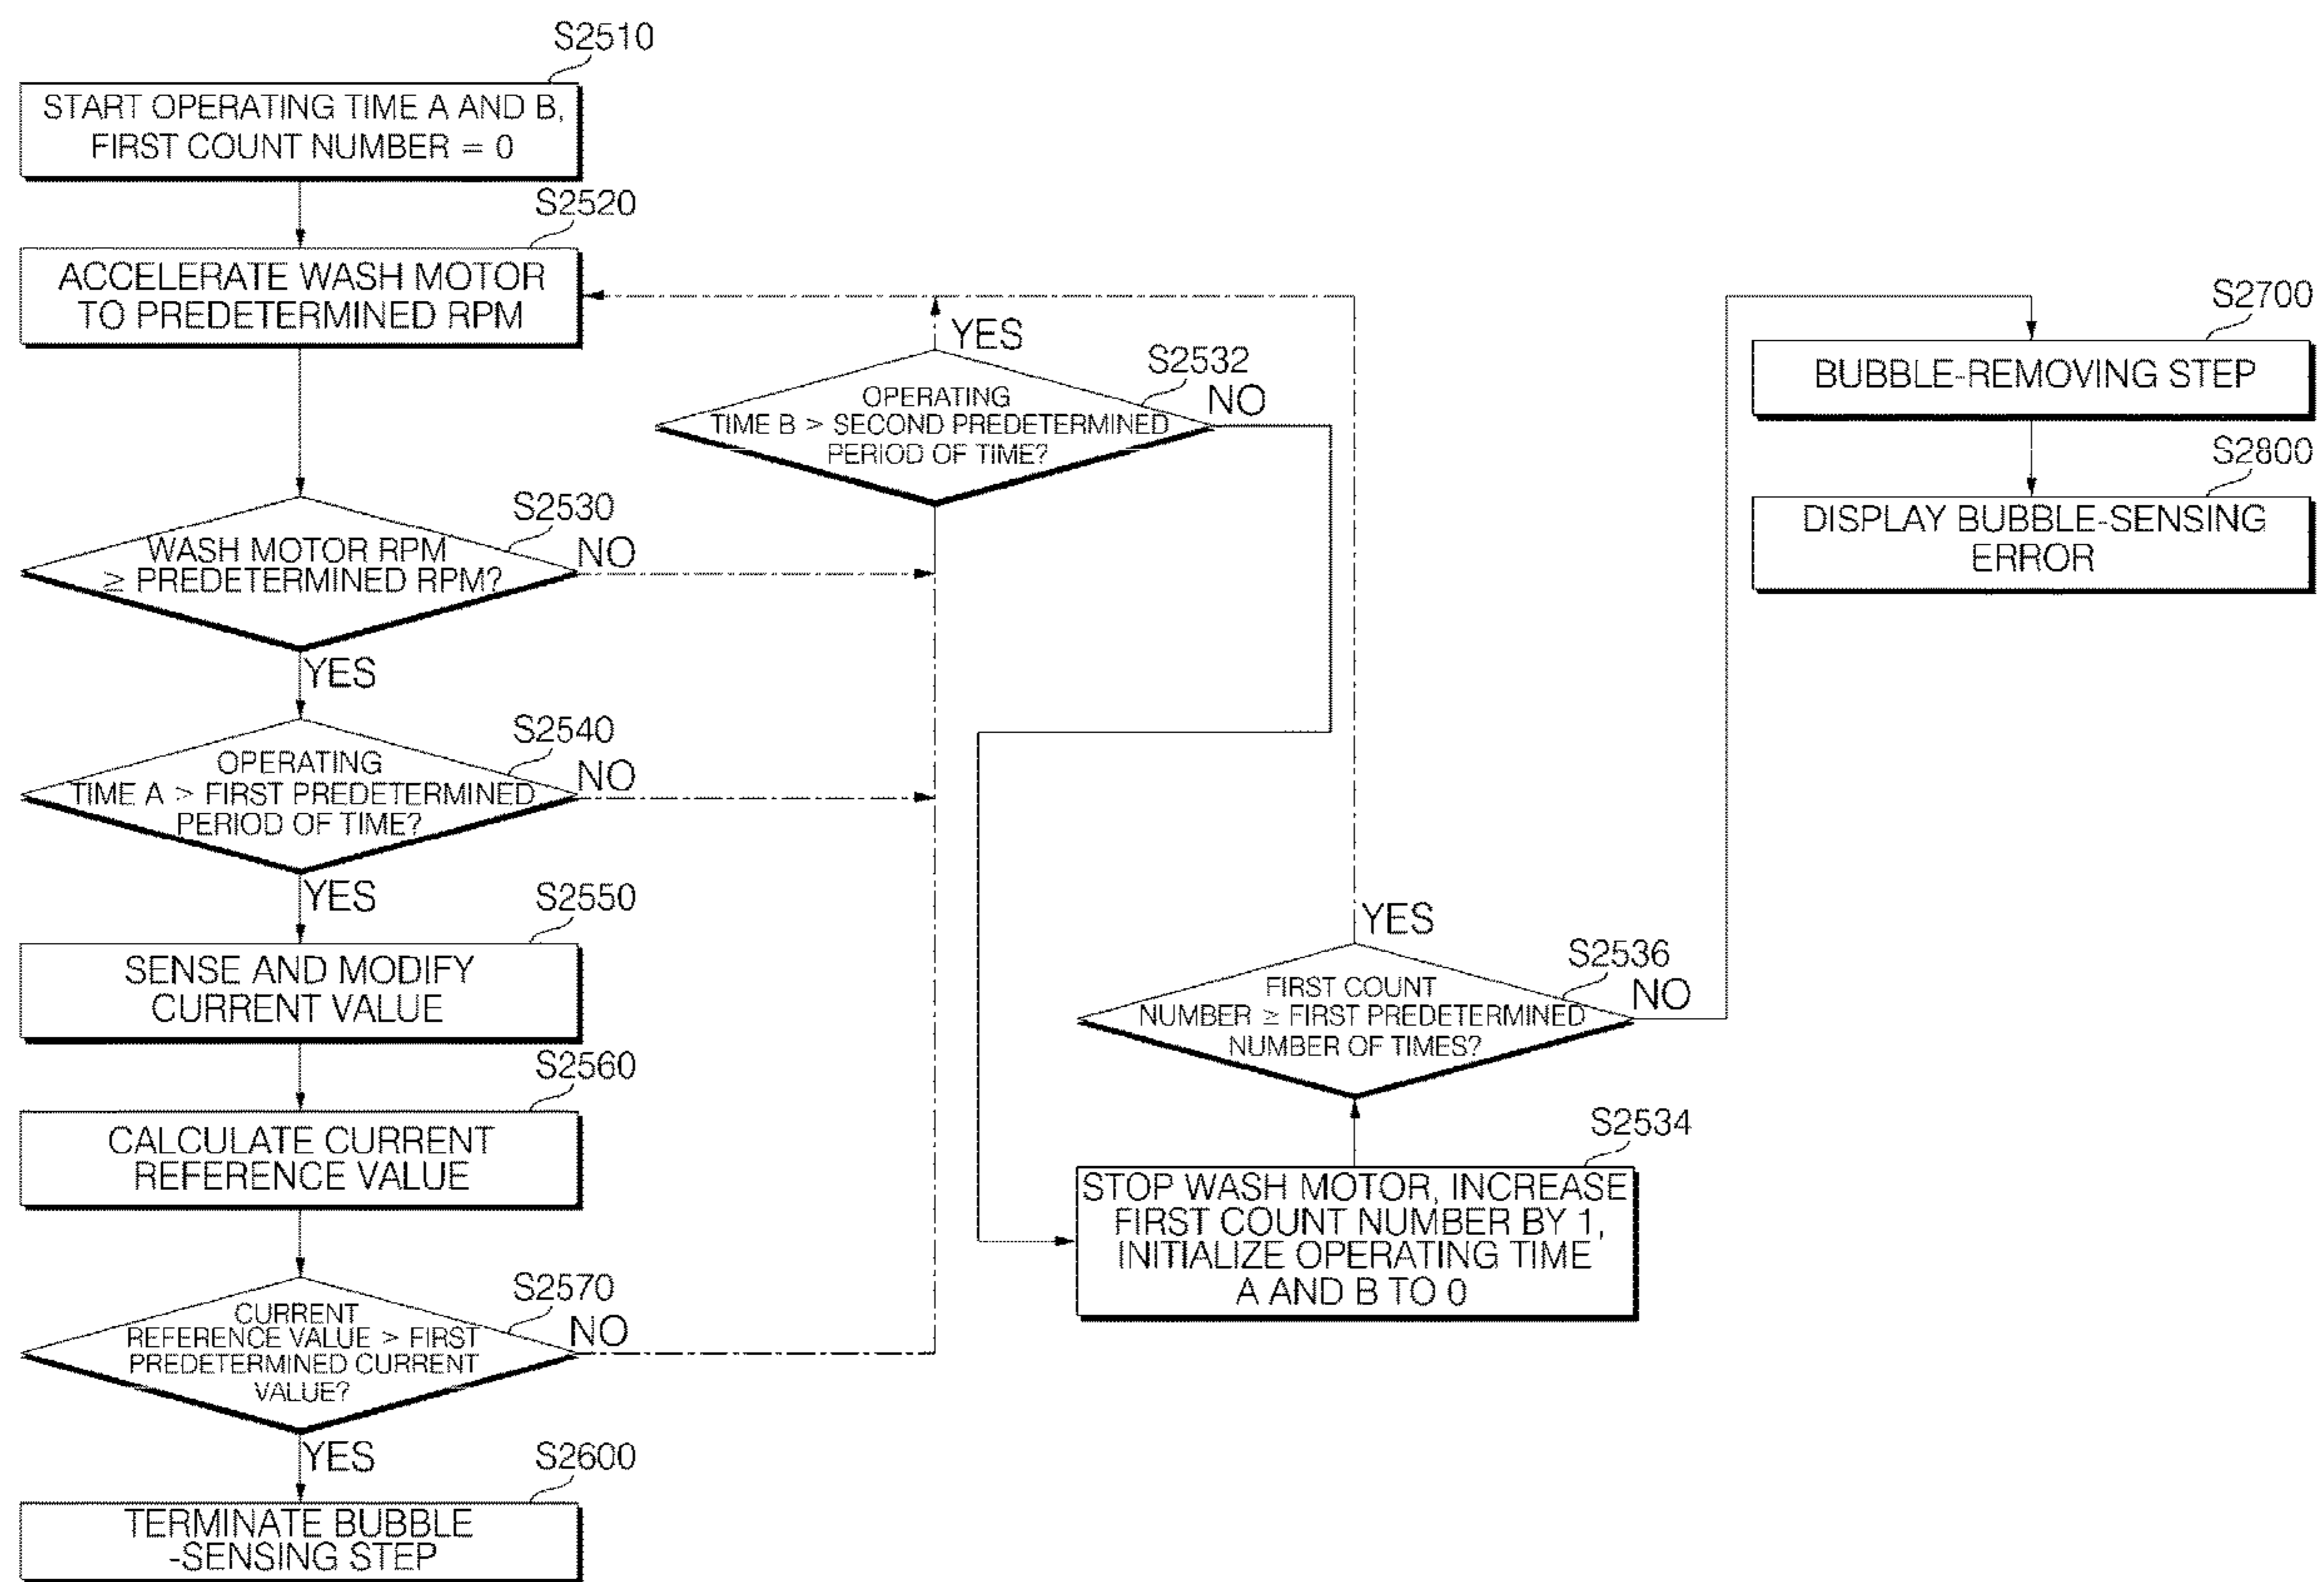 S2510
START OPERATING TIME A AND B,
FIRST COUNT NUMBER = 0
S2520
ACCELERATE WASH MOTOR
TO PREDETERMINED RPM
S2530
WASH MOTOR RPM
≥ PREDETERMINED RPM?
NO
YES
S2540
OPERATING
TIME A > FIRST PREDETERMINED
PERIOD OF TIME?
NO
YES
S2550
SENSE AND MODIFY
CURRENT VALUE
S2560
CALCULATE CURRENT
REFERENCE VALUE
S2570
CURRENT
REFERENCE VALUE > FIRST
PREDETERMINED CURRENT
VALUE?
NO
YES
S2600
TERMINATE BUBBLE
-SENSING STEP
YES
S2532
OPERATING
TIME B > SECOND PREDETERMINED
PERIOD OF TIME?
NO
YES
S2536
FIRST COUNT
NUMBER ≥ FIRST PREDETERMINED
NUMBER OF TIMES?
NO
S2534
STOP WASH MOTOR, INCREASE
FIRST COUNT NUMBER BY 1,
INITIALIZE OPERATING TIME
A AND B TO 0
S2700
BUBBLE-REMOVING STEP
S2800
DISPLAY BUBBLE-SENSING
ERROR